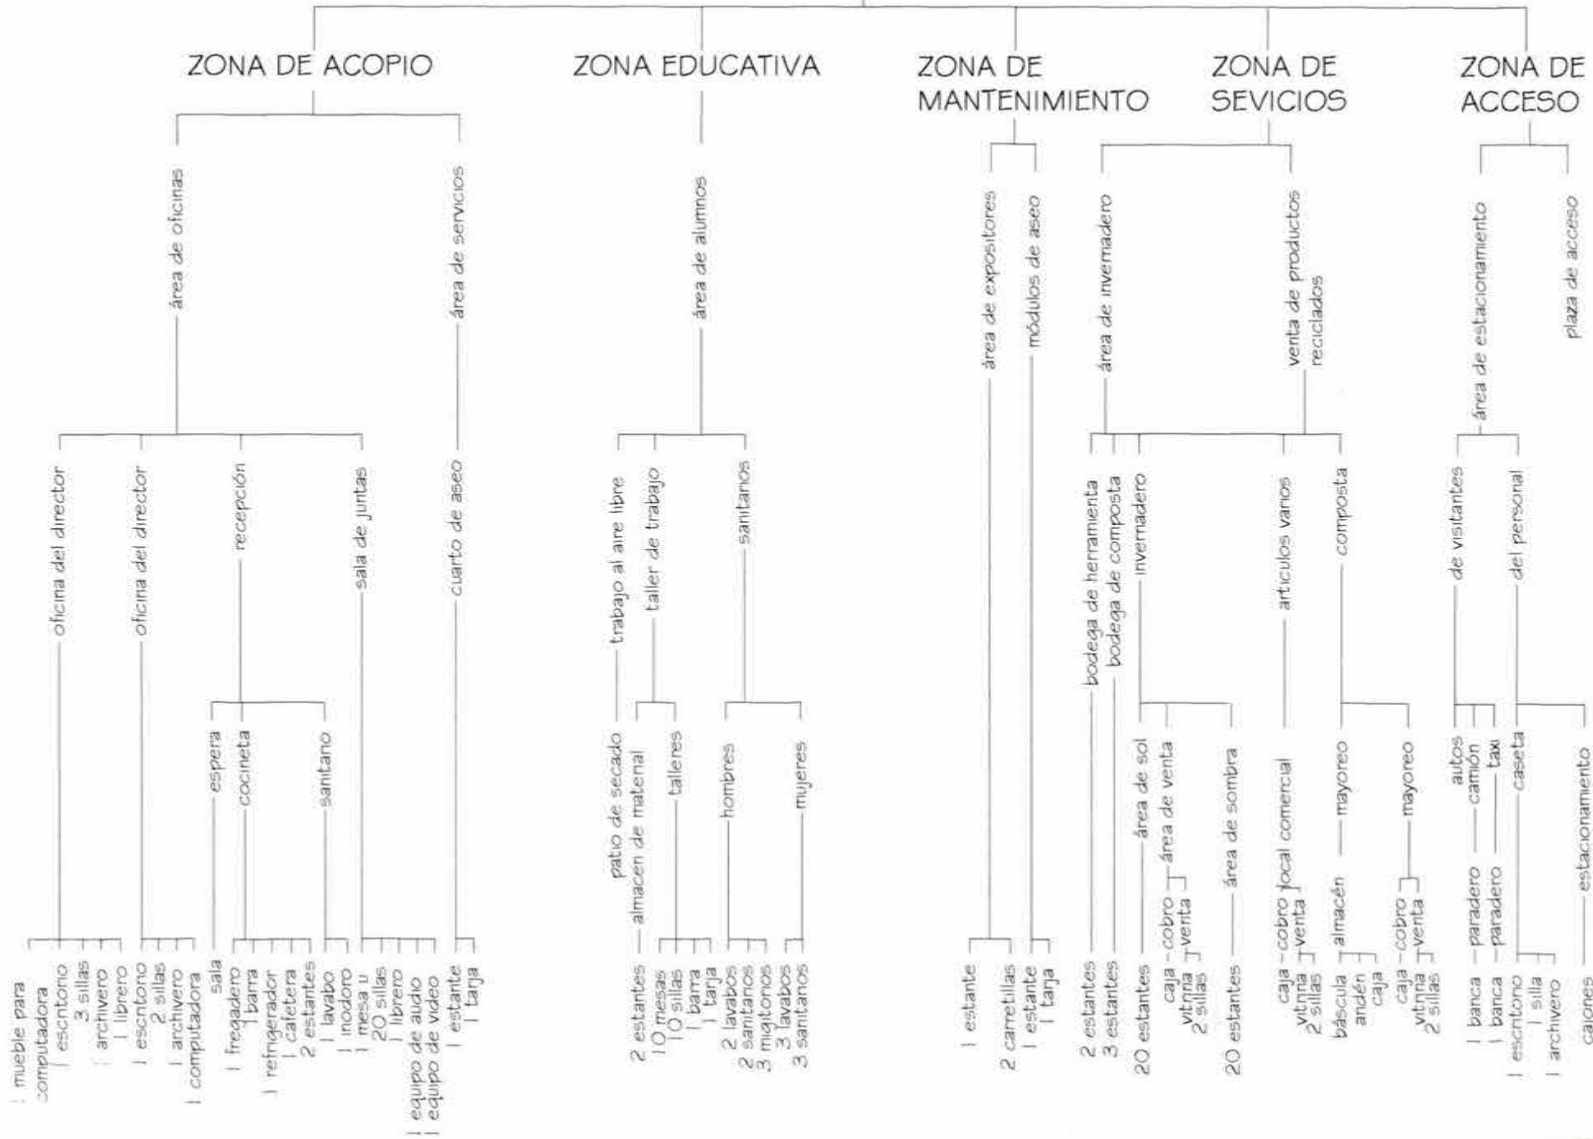 ZONA DE ACOPIO
ZONA EDUCATIVA
ZONA DE
MANTENIMIENTO
ZONA DE
SEVICIOS
ZONA DE
ACCESO
área de oficinas
área de servicios
área de alumnos
área de expositores
módulos de aseo
área de invernadero
venta de productos
reciclados
área de estacionamiento
plaza de acceso
oficina del director
oficina del director
recepción
sala de juntas
cuarto de aseo
trabajo al aire libre
taller de trabajo
sanitarios
bodega de herramienta
bodega de composta
invernadero
articulos varios
composta
de visitantes
del personal
espera
cocineta
sanitario
patio de secado
almacen de material
talleres
hombres
mujeres
área de sol
área de venta
cobro
venta
área de sombra
local comercial
cobro
venta
mayoreo
almacén
mayoreo
cobro
venta
autos
camión
taxi
paradero
paradero
caseta
estacionamiento
1 mueble para
computadora
1 escritorio
3 sillas
1 archivero
1 librero
1 escritorio
2 sillas
1 archivero
1 computadora
sala
1 fregadero
1 barra
1 refrigerador
1 cafetera
2 estantes
1 lavabo
1 inodoro
1 mesa u
20 sillas
1 librero
1 equipo de audio
1 equipo de video
1 estante
1 tarja
2 estantes
10 mesas
10 sillas
1 barra
1 tarja
2 lavabos
2 sanitarios
3 migitorios
3 lavabos
3 sanitarios
1 estante
2 carretillas
1 estante
1 tarja
2 estantes
3 estantes
20 estantes
caja
vitrina
2 sillas
20 estantes
caja
vitrina
2 sillas
báscula
andén
caja
caja
vitrina
2 sillas
1 banca
1 banca
1 escritorio
1 silla
1 archivero
cajones